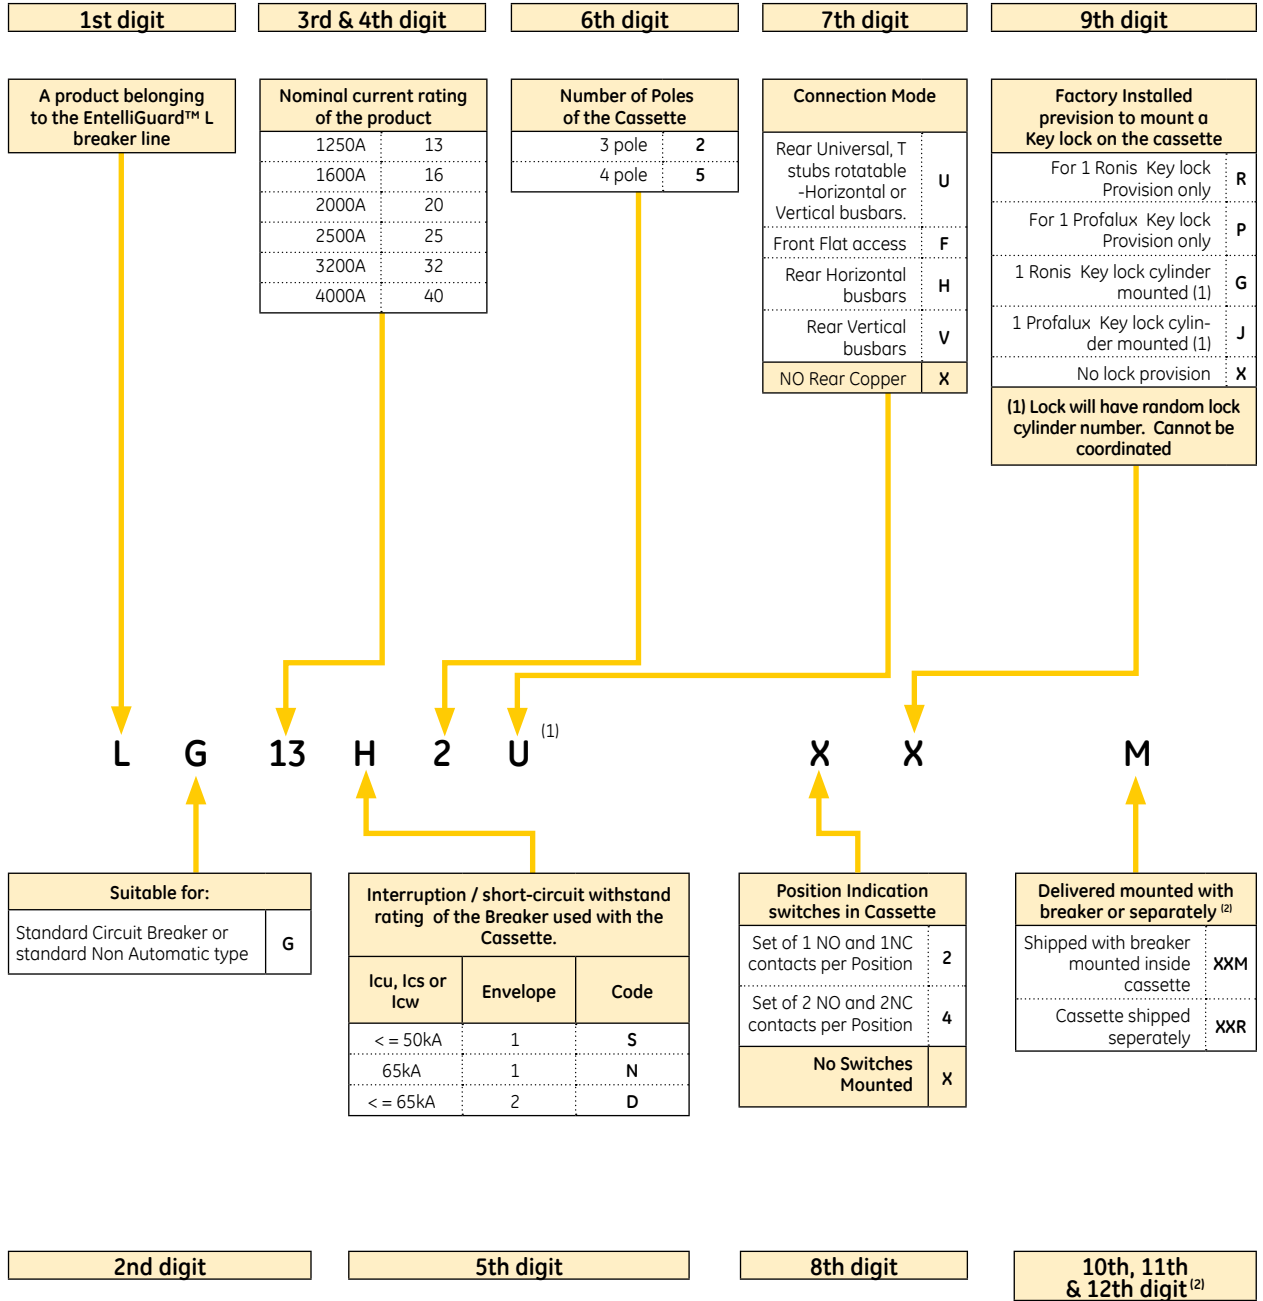 1st digit
3rd & 4th digit
6th digit
7th digit
9th digit
A product belonging
to the EntelliGuard™ L
breaker line
Nominal current rating
of the product
1250A 13
1600A 16
2000A 20
2500A 25
3200A 32
4000A 40
Number of Poles
of the Cassette
3 pole 2
4 pole 5
Connection Mode
Rear Universal, T
stubs rotatable
-Horizontal or
Vertical busbars.
U
Front Flat access F
Rear Horizontal
busbars
H
Rear Vertical
busbars
V
NO Rear Copper X
Factory Installed
prevision to mount a
Key lock on the cassette
For 1 Ronis Key lock
Provision only
R
For 1 Profalux Key lock
Provision only
P
1 Ronis Key lock cylinder
mounted (1)
G
1 Profalux Key lock cylin-
der mounted (1)
J
No lock provision X
(1) Lock will have random lock
cylinder number. Cannot be
coordinated
L G 13 H 2 U (1) X X M
Suitable for:
Standard Circuit Breaker or
standard Non Automatic type
G
Interruption / short-circuit withstand
rating of the Breaker used with the
Cassette.
Icu, Ics or
Icw
Envelope
Code
< = 50kA 1 S
65kA 1 N
< = 65kA 2 D
Position Indication
switches in Cassette
Set of 1 NO and 1NC
contacts per Position
2
Set of 2 NO and 2NC
contacts per Position
4
No Switches
Mounted
X
Delivered mounted with
breaker or separately (2)
Shipped with breaker
mounted inside
cassette
XXM
Cassette shipped
seperately
XXR
2nd digit
5th digit
8th digit
10th, 11th
& 12th digit (2)